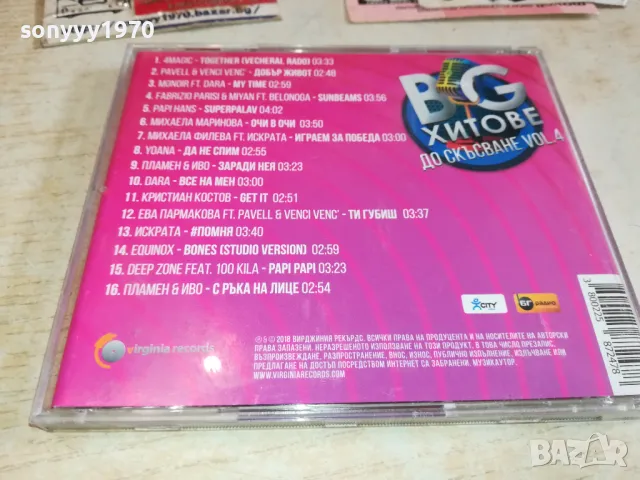 sonyyy1970
1970.bazar.bg
1. 4MAGIC - TOGETHER (VECHERAI, RADO) 03:33
2. PAVELL & VENCI VENC' - ДОБЪР ЖИВОТ 02:48
3. MONOIR FT. DARA - MY TIME 02:59
4. FABRIZIO PARISI & MIYAN FT. BELONOGA - SUNBEAMS 03:56
5. PAPI HANS - SUPERPALAV 04:02
6. МИХАЕЛА МАРИНОВА - ОЧИ В ОЧИ 03:50
7. МИХАЕЛА ФИЛЕВА FT. ИСКРАТА - ИГРАЕМ ЗА ПОБЕДА 03:00
8. YOANA - ДА НЕ СПИМ 02:55
9. ПЛАМЕН & ИВО - ЗАРАДИ НЕЯ 03:23
10. DARA - ВСЕ НА МЕН 03:00
11. КРИСТИАН КОСТОВ - GET IT 02:51
12. ЕВА ПАРМАКОВА FT. PAVELL & VENCI VENC' - ТИ ГУБИШ 03:37
13. ИСКРАТА - #ПОМНЯ 03:40
14. EQUINOX - BONES (STUDIO VERSION) 02:59
15. DEEP ZONE FEAT. 100 KILA - PAPI PAPI 03:23
16. ПЛАМЕН & ИВО - С РЪКА НА ЛИЦЕ 02:54
BG
ХИТОВЕ
ДО СКЪСВАНЕ VOL.4
CITY
БГ РАДИО
3 800225 872478
virginia records
℗ & © 2018 ВИРДЖИНИЯ РЕКЪРДС. ВСИЧКИ ПРАВА НА ПРОДУЦЕНТА И НА НОСИТЕЛИТЕ НА АВТОРСКИ
ПРАВА ЗАПАЗЕНИ. НЕРАЗРЕШЕНОТО ИЗПОЛЗВАНЕ НА ТОЗИ ПРОДУКТ, В ТОВА ЧИСЛО ПРЕЗАПИС,
ВЪЗПРОИЗВЕЖДАНЕ, РАЗПРОСТРАНЕНИЕ, ВНОС, ИЗНОС, ПУБЛИЧНО ИЗПЪЛНЕНИЕ, ИЗЛЪЧВАНЕ ИЛИ
ПРЕДЛАГАНЕ НА ДОСТЪП ПОСРЕДСТВОМ ИНТЕРНЕТ СА ЗАБРАНЕНИ. МУЗИКАУТОР.
WWW.VIRGINIARECORDS.COM
BAZAR